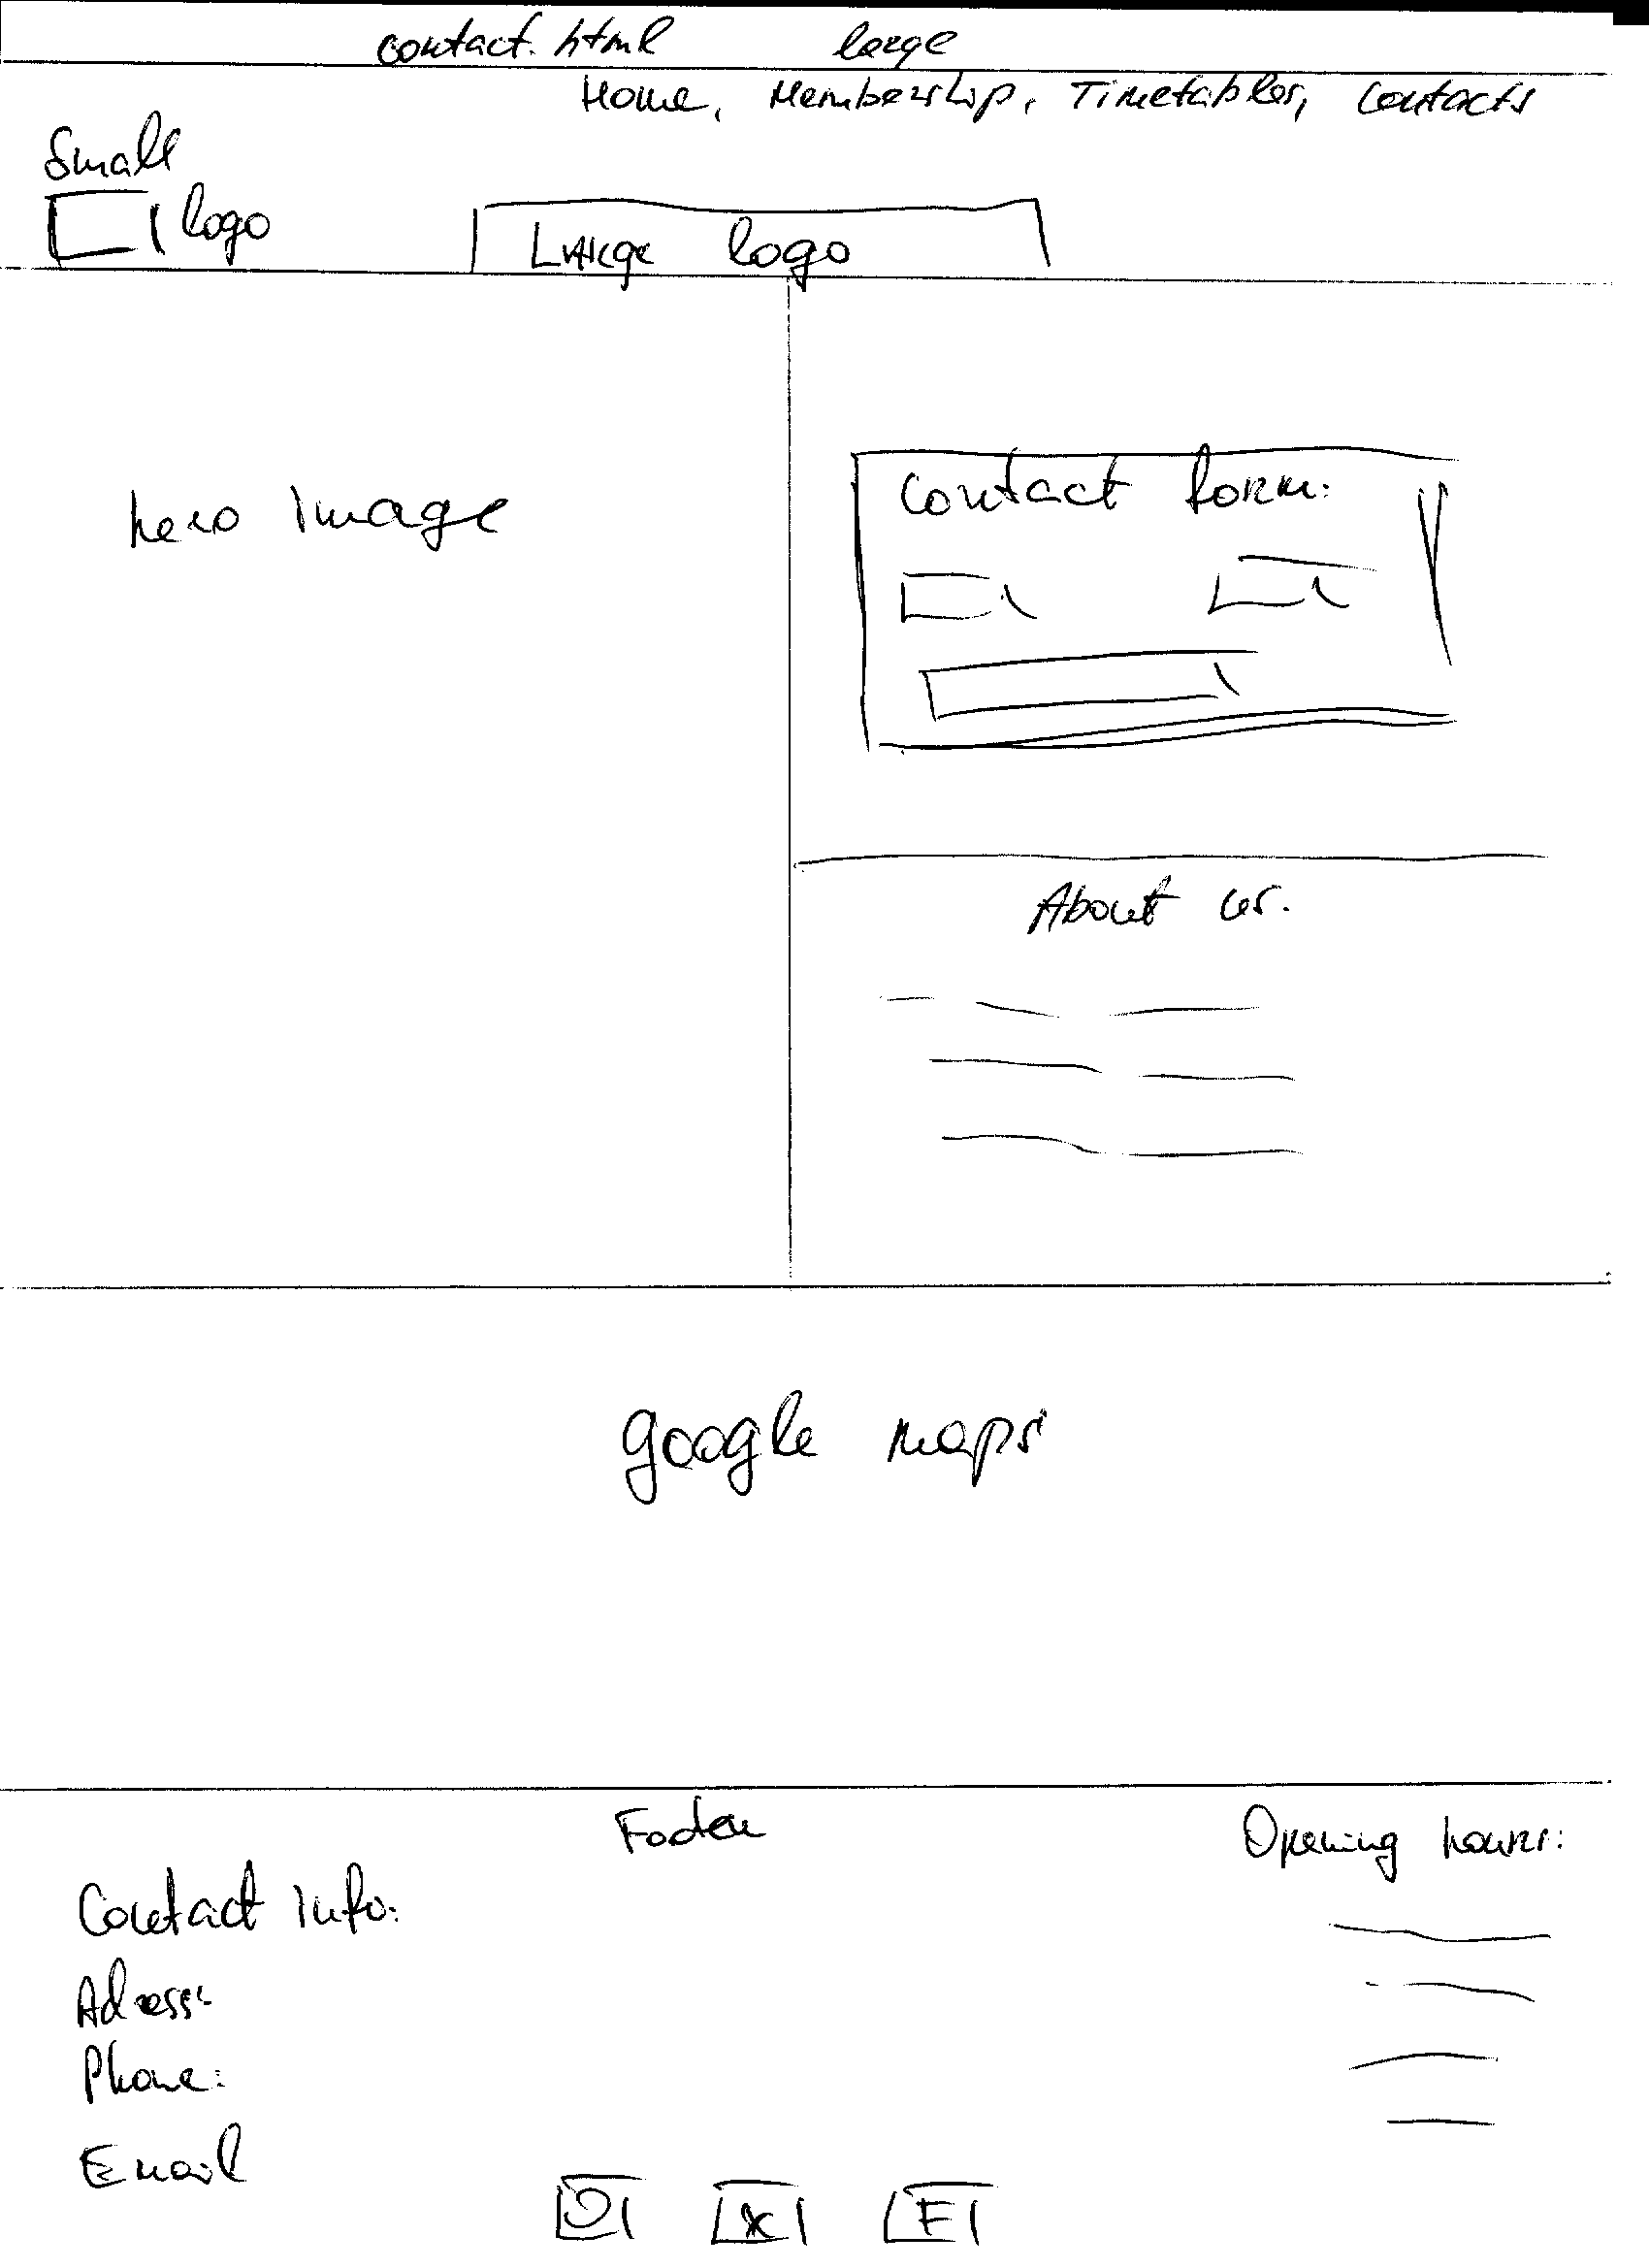 contact.html large
Home, Membership, Timetables, Contacts
Small
logo
Large logo
hero image
Contact form:
About us.
google maps
Footer
Opening hours:
Contact Info:
Adress:
Phone:
Email
X F